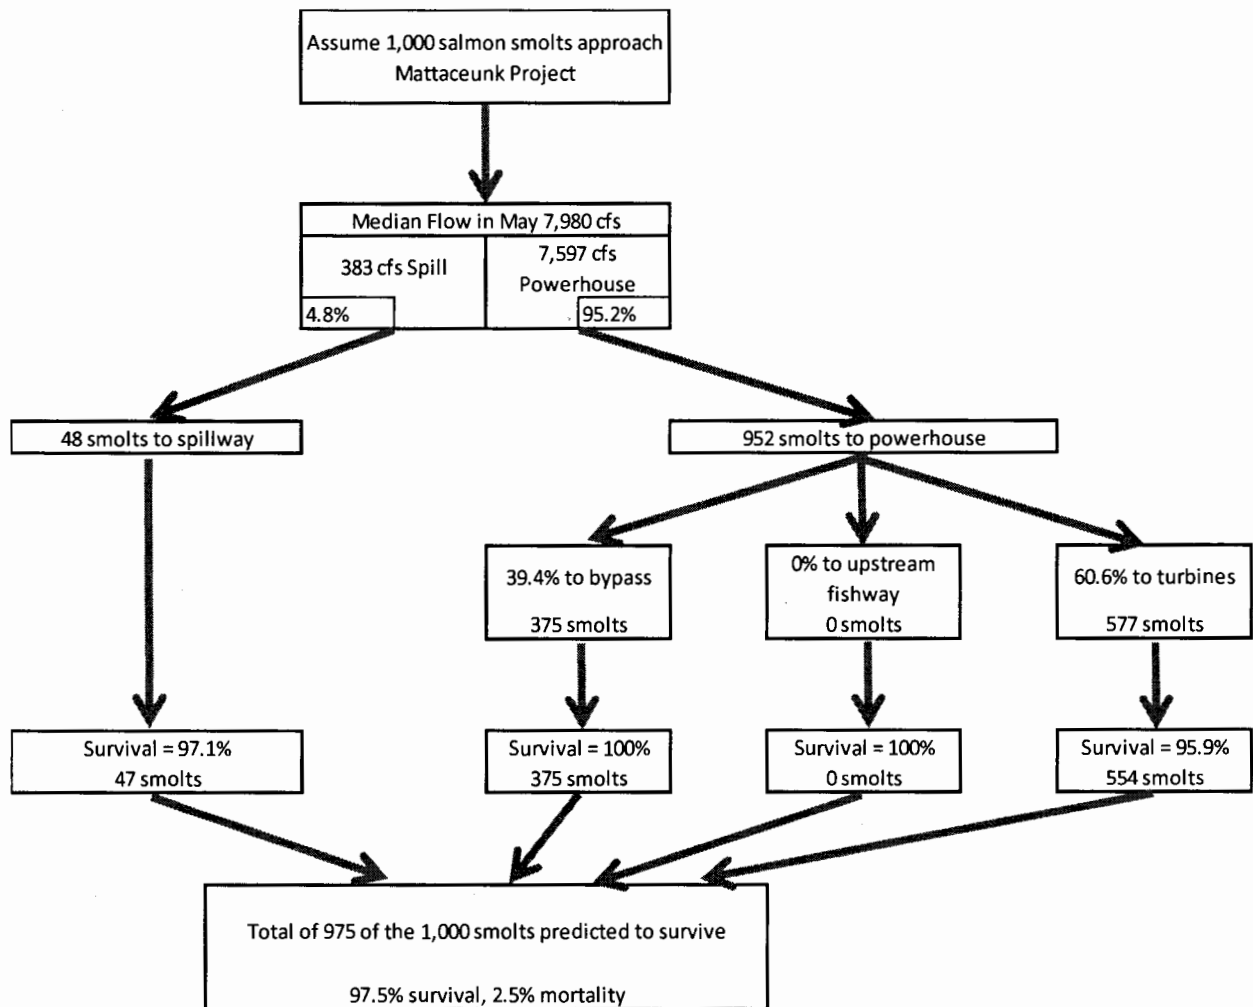 Assume 1,000 salmon smolts approach
Mattaceunk Project
Median Flow in May 7,980 cfs
383 cfs Spill
7,597 cfs
Powerhouse
4.8%
95.2%
48 smolts to spillway
952 smolts to powerhouse
39.4% to bypass
375 smolts
0% to upstream
fishway
0 smolts
60.6% to turbines
577 smolts
Survival = 97.1%
47 smolts
Survival = 100%
375 smolts
Survival = 100%
0 smolts
Survival = 95.9%
554 smolts
Total of 975 of the 1,000 smolts predicted to survive
97.5% survival, 2.5% mortality